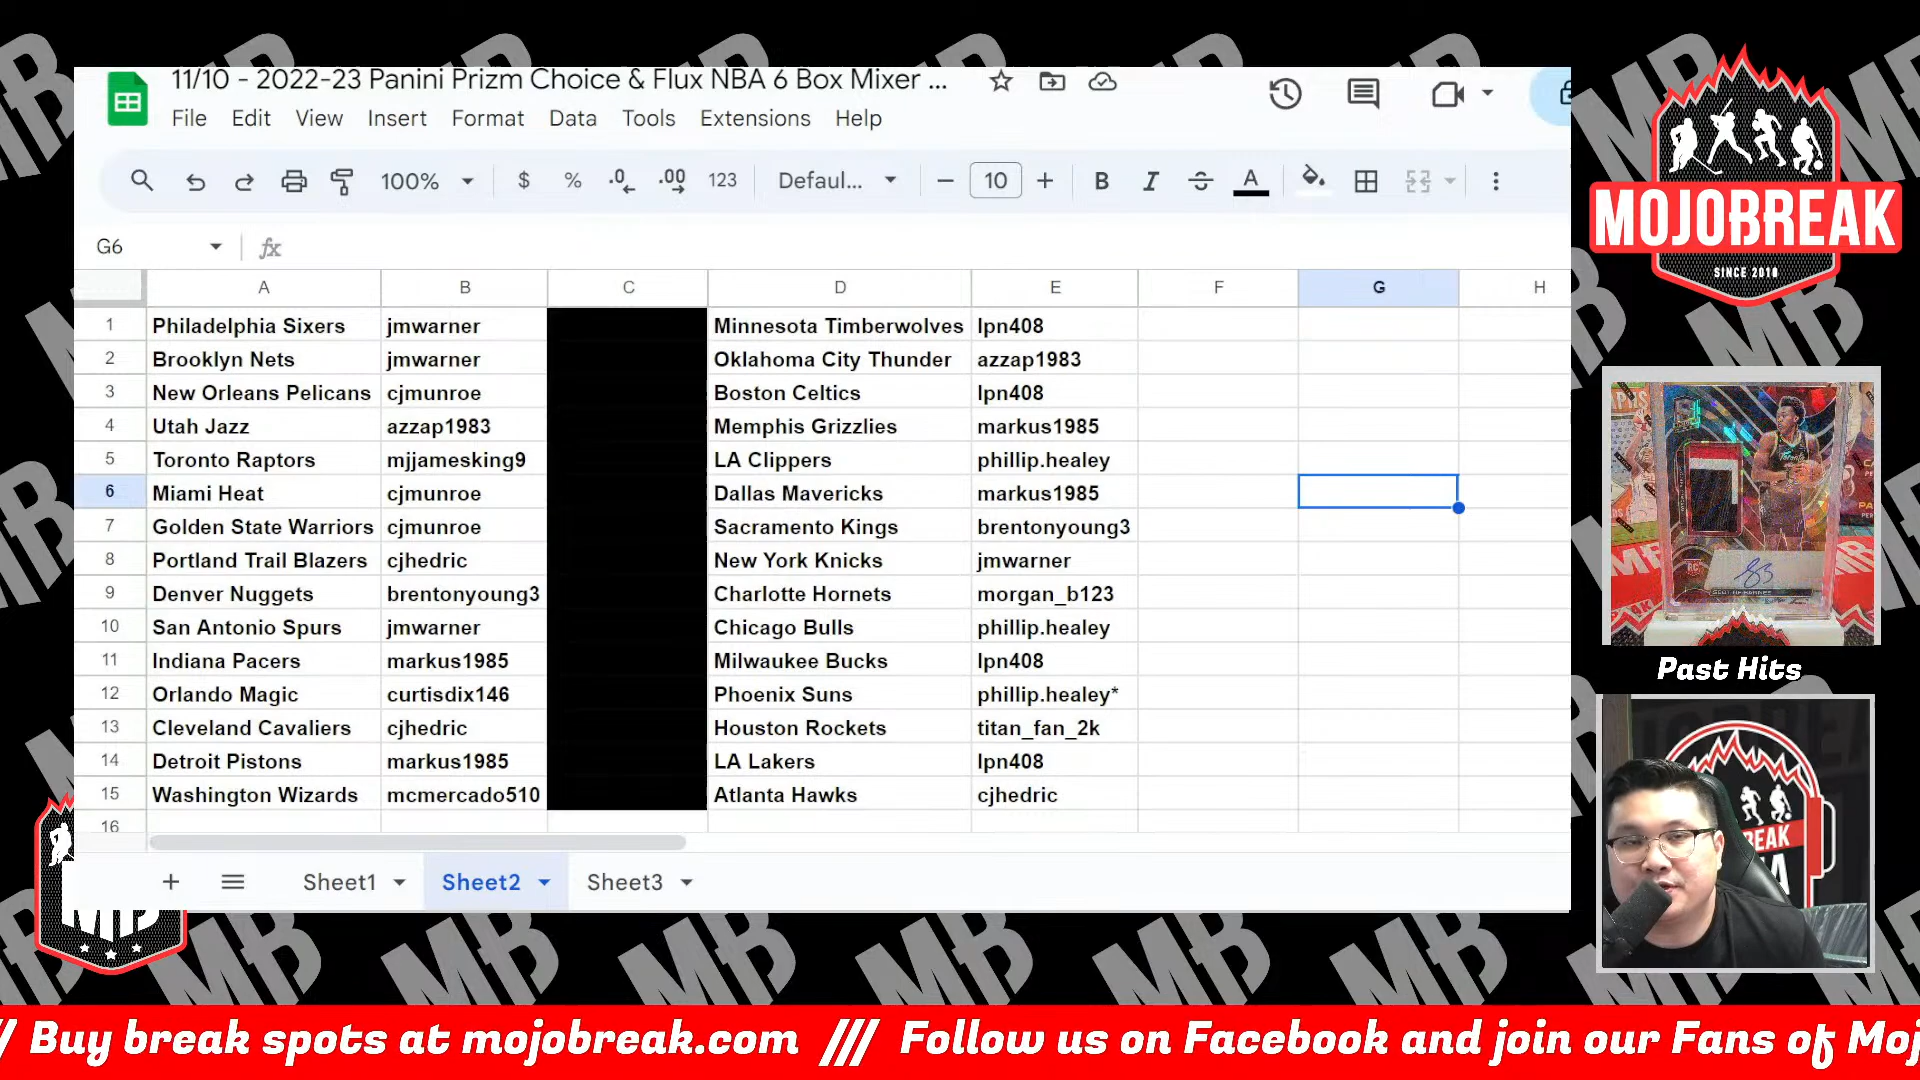 11/10 - 2022-23 Panini Prizm Choice & Flux NBA 6 Box Mixer ...
File Edit View Insert Format Data Tools Extensions Help
100% $ % .0 .00 123 Defaul... 10 B I S A
G6 fx
A B C D E F G H
1 Philadelphia Sixers jmwarner Minnesota Timberwolves lpn408
2 Brooklyn Nets jmwarner Oklahoma City Thunder azzap1983
3 New Orleans Pelicans cjmunroe Boston Celtics lpn408
4 Utah Jazz azzap1983 Memphis Grizzlies markus1985
5 Toronto Raptors mjjamesking9 LA Clippers phillip.healey
6 Miami Heat cjmunroe Dallas Mavericks markus1985
7 Golden State Warriors cjmunroe Sacramento Kings brentonyoung3
8 Portland Trail Blazers cjhedric New York Knicks jmwarner
9 Denver Nuggets brentonyoung3 Charlotte Hornets morgan_b123
10 San Antonio Spurs jmwarner Chicago Bulls phillip.healey
11 Indiana Pacers markus1985 Milwaukee Bucks lpn408
12 Orlando Magic curtisdix146 Phoenix Suns phillip.healey*
13 Cleveland Cavaliers cjhedric Houston Rockets titan_fan_2k
14 Detroit Pistons markus1985 LA Lakers lpn408
15 Washington Wizards mcmercado510 Atlanta Hawks cjhedric
16
+ Sheet1 Sheet2 Sheet3
MOJOBREAK
SINCE 2010
Past Hits
MB
// Buy break spots at mojobreak.com /// Follow us on Facebook and join our Fans of Moj